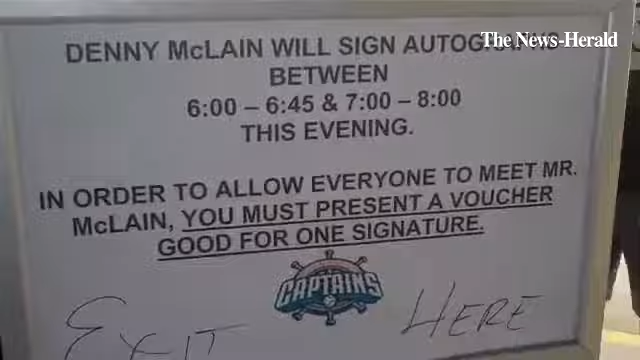 The News-Herald
DENNY McLAIN WILL SIGN
BETWEEN
6:00 – 6:45 & 7:00 – 8:00
THIS EVENING.
IN ORDER TO ALLOW EVERYONE TO MEET MR.
McLAIN, YOU MUST PRESENT A VOUCHER
GOOD FOR ONE SIGNATURE.
CAPTAINS
EXIT HERE